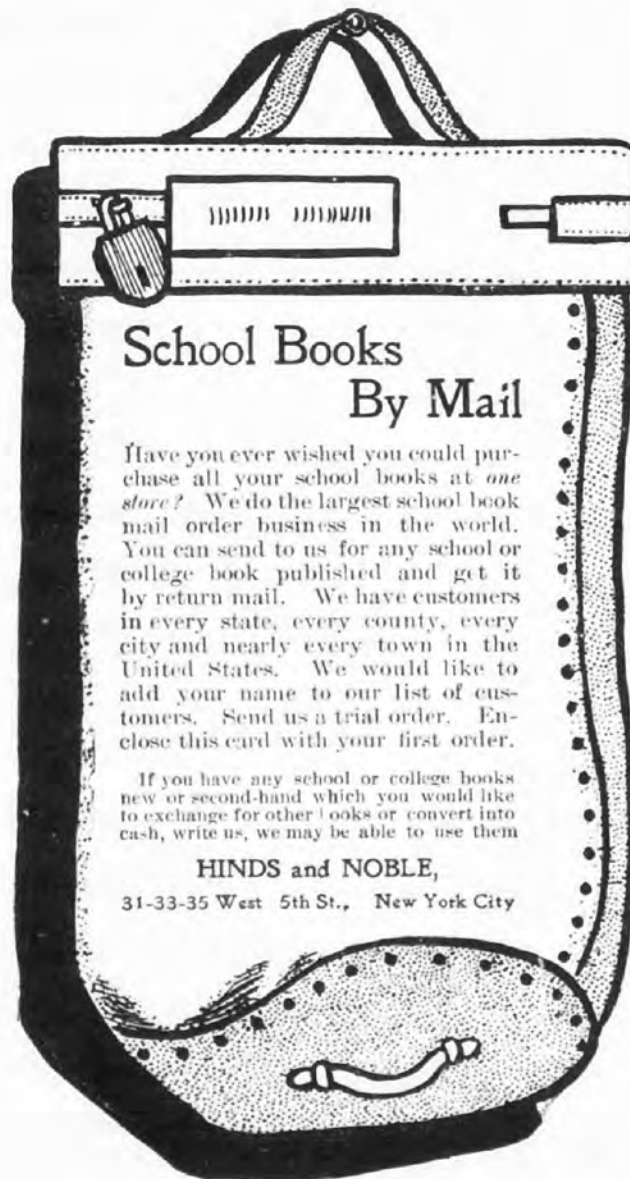 School Books
By Mail
Have you ever wished you could pur-
chase all your school books at one
store? We do the largest school book
mail order business in the world.
You can send to us for any school or
college book published and get it
by return mail. We have customers
in every state, every county, every
city and nearly every town in the
United States. We would like to
add your name to our list of cus-
tomers. Send us a trial order. En-
close this card with your first order.
If you have any school or college books
new or second-hand which you would like
to exchange for other ooks or convert into
cash, write us, we may be able to use them
HINDS and NOBLE,
31-33-35 West 5th St., New York City